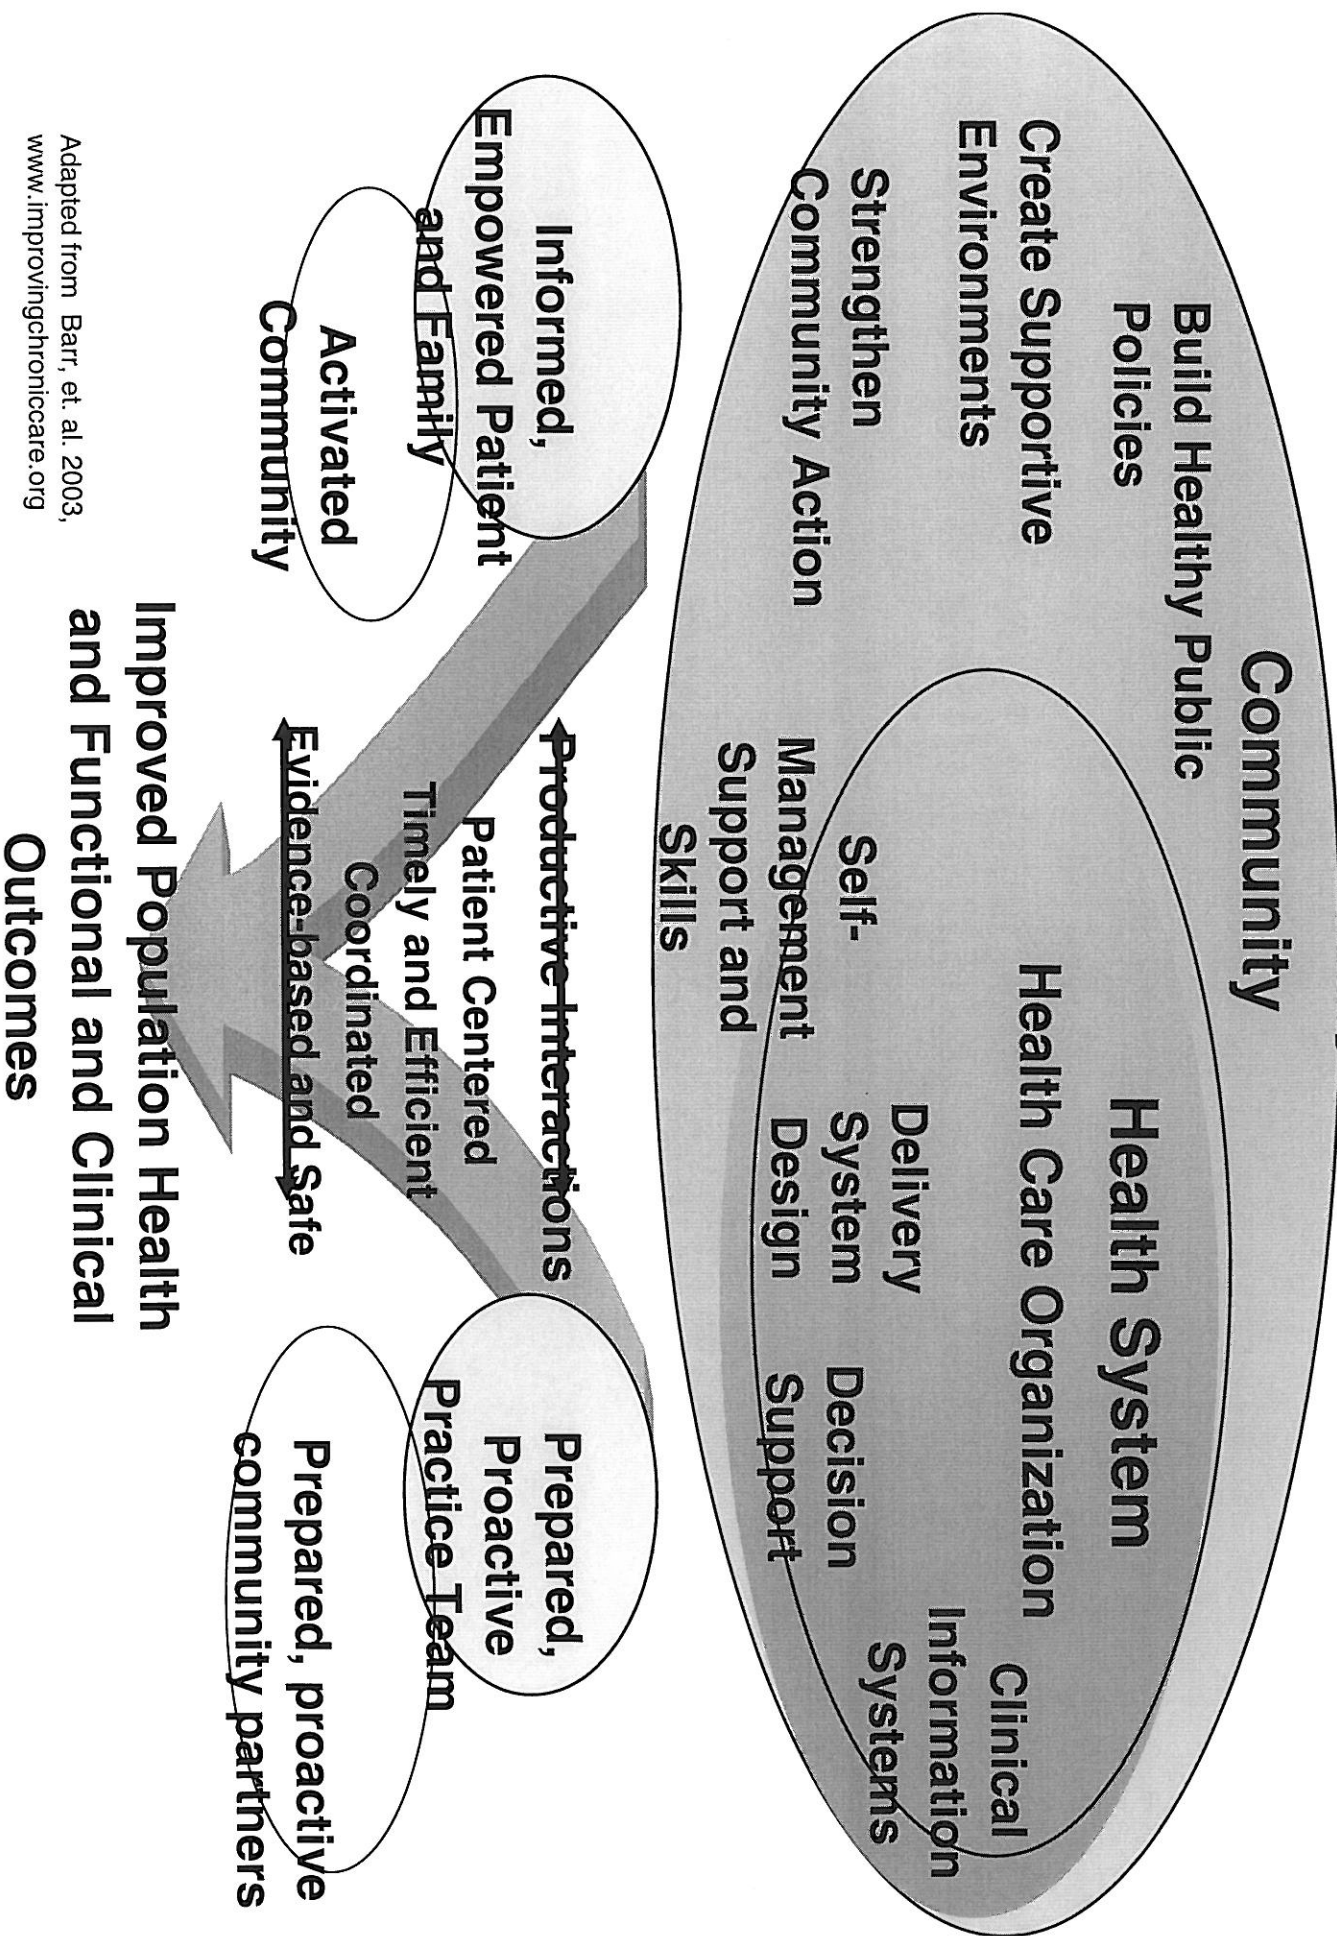 Community
Build Healthy Public
Policies
Create Supportive
Environments
Strengthen
Community Action
Health System
Health Care Organization
Self-
Management
Support and
Skills
Delivery
System
Design
Decision
Support
Clinical
Information
Systems
Informed,
Empowered Patient
and Family
Activated
Community
Productive Interactions
Patient Centered
Timely and Efficient
Coordinated
Evidence-based and Safe
Prepared,
Proactive
Practice Team
Prepared, proactive
community partners
Improved Population Health
and Functional and Clinical
Outcomes
Adapted from Barr, et. al. 2003,
www.improvingchroniccare.org